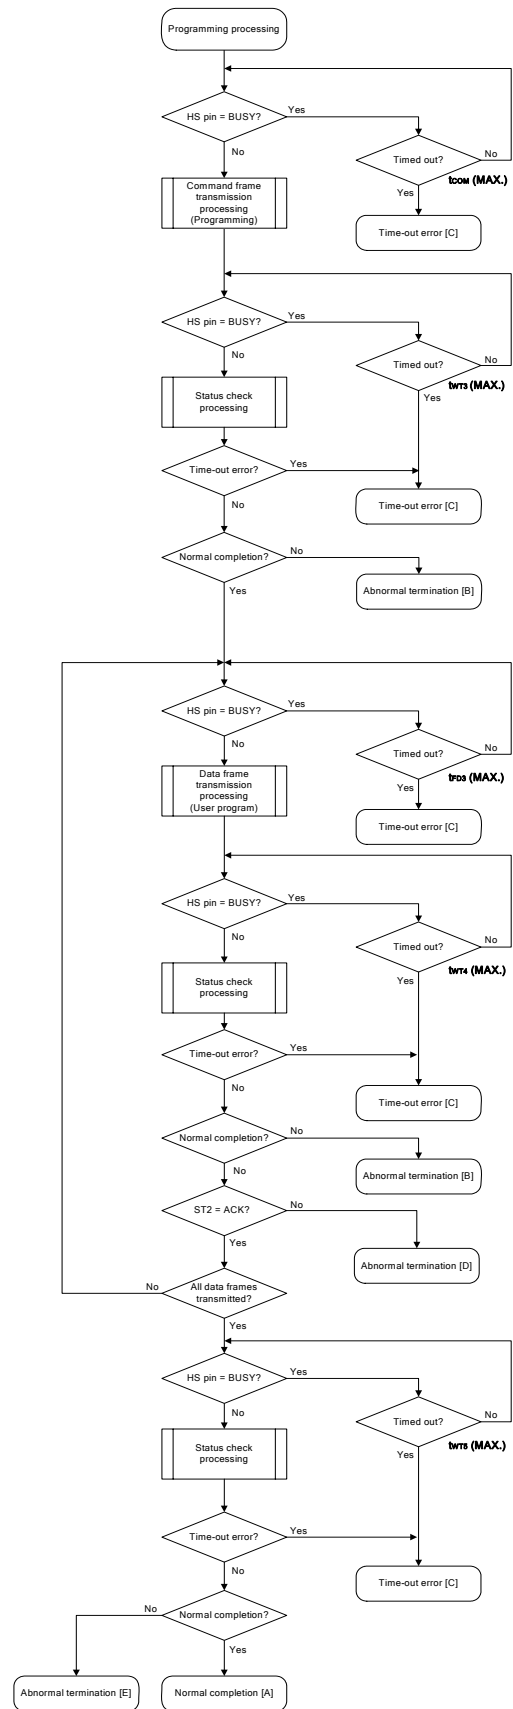 Programming processing
HS pin = BUSY?
Yes
No
Timed out?
No
Yes
tCOM (MAX.)
Command frame
transmission
processing
(Programming)
Time-out error [C]
HS pin = BUSY?
Yes
No
Timed out?
No
Yes
tWT3 (MAX.)
Status check
processing
Time-out error?
Yes
No
Time-out error [C]
Normal completion?
No
Yes
Abnormal termination [B]
HS pin = BUSY?
Yes
No
Timed out?
No
Yes
tFD3 (MAX.)
Data frame
transmission
processing
(User program)
Time-out error [C]
HS pin = BUSY?
Yes
No
Timed out?
No
Yes
tWT4 (MAX.)
Status check
processing
Time-out error?
Yes
No
Time-out error [C]
Normal completion?
No
No
Abnormal termination [B]
ST2 = ACK?
No
Yes
Abnormal termination [D]
All data frames
transmitted?
No
Yes
HS pin = BUSY?
Yes
No
Timed out?
No
Yes
tWT5 (MAX.)
Status check
processing
Time-out error?
Yes
No
Time-out error [C]
Normal completion?
No
Yes
Abnormal termination [E]
Normal completion [A]